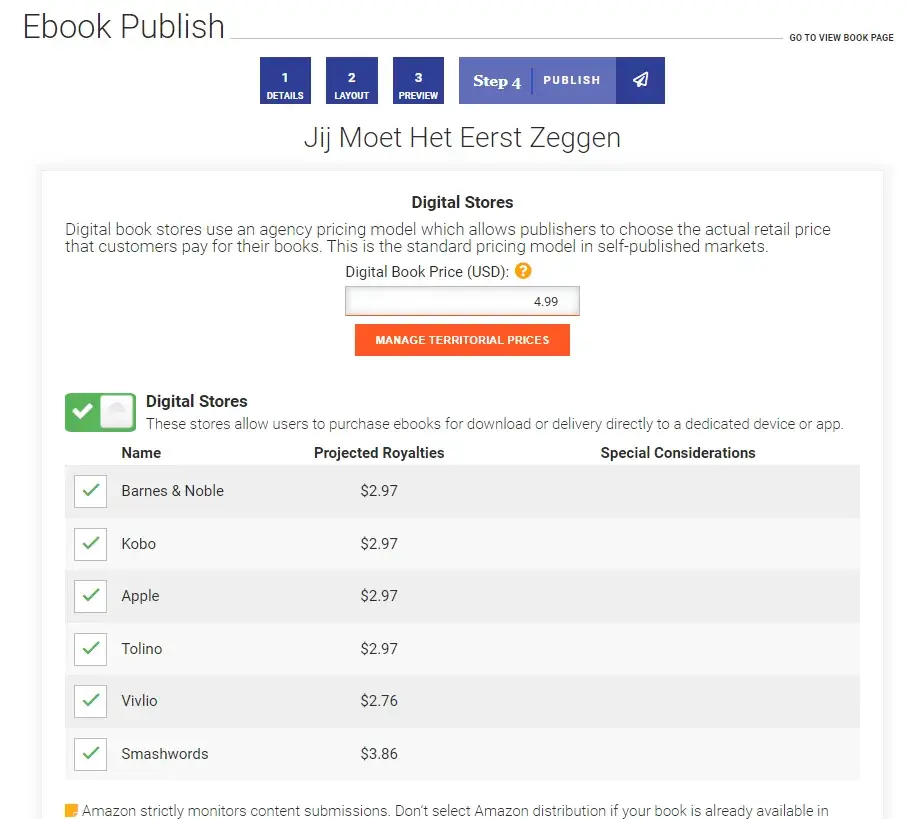 Ebook Publish
GO TO VIEW BOOK PAGE
1 DETAILS
2 LAYOUT
3 PREVIEW
Step 4 PUBLISH
Jij Moet Het Eerst Zeggen
Digital Stores
Digital book stores use an agency pricing model which allows publishers to choose the actual retail price
that customers pay for their books. This is the standard pricing model in self-published markets.
Digital Book Price (USD): ?
4.99
MANAGE TERRITORIAL PRICES
Digital Stores
These stores allow users to purchase ebooks for download or delivery directly to a dedicated device or app.
Name Projected Royalties Special Considerations
Barnes & Noble $2.97
Kobo $2.97
Apple $2.97
Tolino $2.97
Vivlio $2.76
Smashwords $3.86
Amazon strictly monitors content submissions. Don't select Amazon distribution if your book is already available in